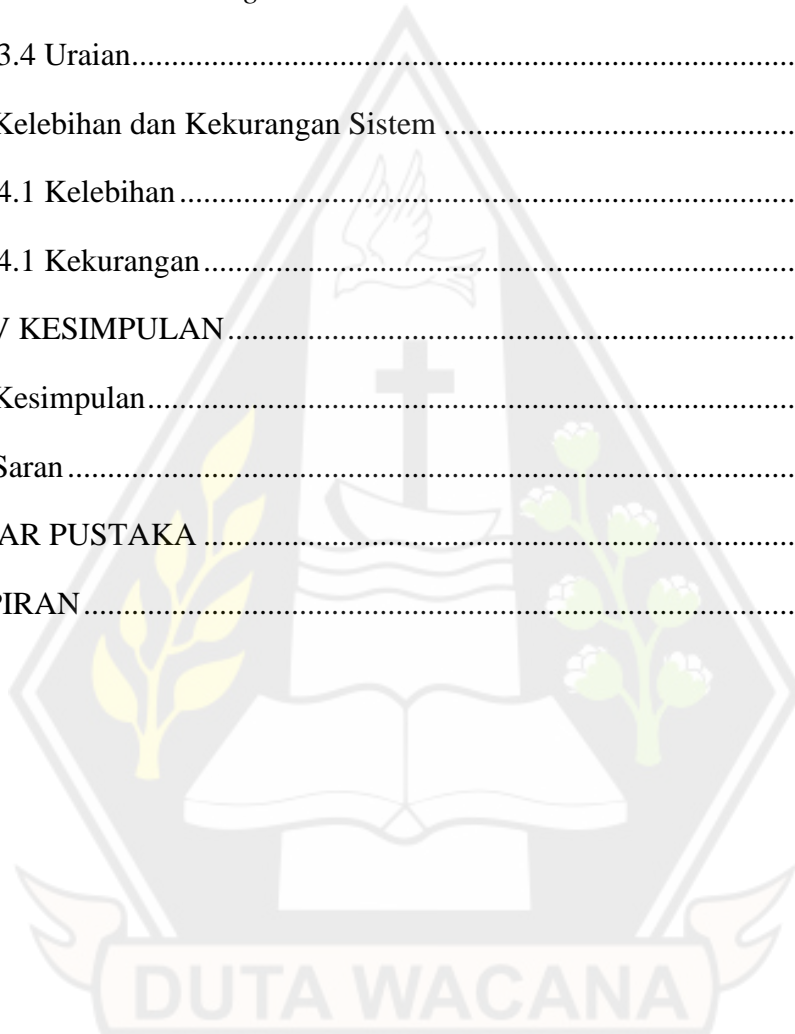 3.4 Uraian................................................................................
Kelebihan dan Kekurangan Sistem ................................................
4.1 Kelebihan..........................................................................
4.1 Kekurangan.......................................................................
V KESIMPULAN....................................................................
Kesimpulan..............................................................................
Saran........................................................................................
AR PUSTAKA .......................................................................
PIRAN.....................................................................................
DUTA WACANA